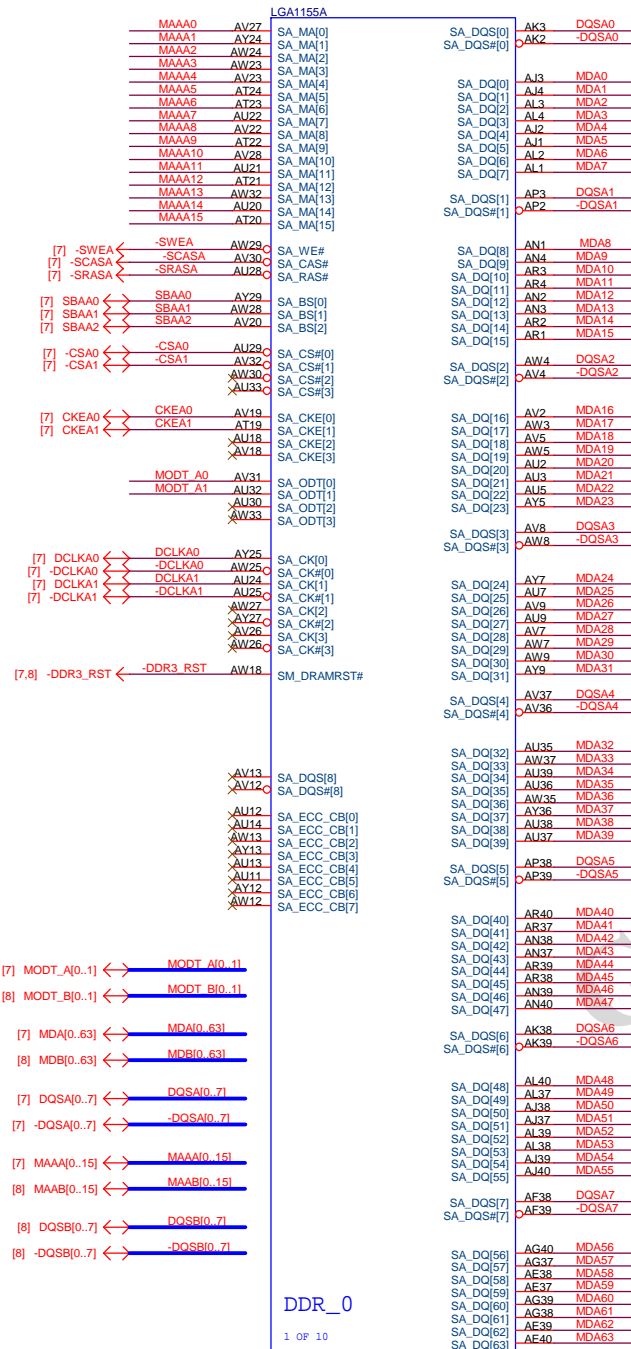 LGA1155A
MAAA0 AV27 SA_MA[0]
MAAA1 AY24 SA_MA[1]
MAAA2 AW24 SA_MA[2]
MAAA3 AW23 SA_MA[3]
MAAA4 AV23 SA_MA[4]
MAAA5 AT24 SA_MA[5]
MAAA6 AT23 SA_MA[6]
MAAA7 AU22 SA_MA[7]
MAAA8 AV22 SA_MA[8]
MAAA9 AT22 SA_MA[9]
MAAA10 AV28 SA_MA[10]
MAAA11 AU21 SA_MA[11]
MAAA12 AT21 SA_MA[12]
MAAA13 AW32 SA_MA[13]
MAAA14 AU20 SA_MA[14]
MAAA15 AT20 SA_MA[15]
[7] -SWEA -SWEA AW29 SA_WE#
[7] -SCASA -SCASA AV30 SA_CAS#
[7] -SRASA -SRASA AU28 SA_RAS#
[7] SBAA0 SBAA0 AY29 SA_BS[0]
[7] SBAA1 SBAA1 AW28 SA_BS[1]
[7] SBAA2 SBAA2 AV20 SA_BS[2]
[7] -CSA0 -CSA0 AU29 SA_CS#[0]
[7] -CSA1 -CSA1 AV32 SA_CS#[1]
AW30 SA_CS#[2]
AU33 SA_CS#[3]
[7] CKEA0 CKEA0 AV19 SA_CKE[0]
[7] CKEA1 CKEA1 AT19 SA_CKE[1]
AU18 SA_CKE[2]
AV18 SA_CKE[3]
MODT_A0 AV31 SA_ODT[0]
MODT_A1 AU32 SA_ODT[1]
AU30 SA_ODT[2]
AW33 SA_ODT[3]
[7] DCLKA0 DCLKA0 AY25 SA_CK[0]
[7] -DCLKA0 -DCLKA0 AW25 SA_CK#[0]
[7] DCLKA1 DCLKA1 AU24 SA_CK[1]
[7] -DCLKA1 -DCLKA1 AU25 SA_CK#[1]
AW27 SA_CK[2]
AY27 SA_CK#[2]
AV26 SA_CK[3]
AW26 SA_CK#[3]
[7,8] -DDR3_RST -DDR3_RST AW18 SM_DRAMRST#
AV13 SA_DQS[8]
AV12 SA_DQS#[8]
AU12 SA_ECC_CB[0]
AU14 SA_ECC_CB[1]
AW13 SA_ECC_CB[2]
AY13 SA_ECC_CB[3]
AU13 SA_ECC_CB[4]
AU11 SA_ECC_CB[5]
AY12 SA_ECC_CB[6]
AW12 SA_ECC_CB[7]
[7] MODT_A[0..1] MODT_A[0..1]
[8] MODT_B[0..1] MODT_B[0..1]
[7] MDA[0..63] MDA[0..63]
[8] MDB[0..63] MDB[0..63]
[7] DQSA[0..7] DQSA[0..7]
[7] -DQSA[0..7] -DQSA[0..7]
[7] MAAA[0..15] MAAA[0..15]
[8] MAAB[0..15] MAAB[0..15]
[8] DQSB[0..7] DQSB[0..7]
[8] -DQSB[0..7] -DQSB[0..7]
SA_DQS[0] AK3 DQSA0
SA_DQS#[0] AK2 -DQSA0
SA_DQ[0] AJ3 MDA0
SA_DQ[1] AJ4 MDA1
SA_DQ[2] AL3 MDA2
SA_DQ[3] AL4 MDA3
SA_DQ[4] AJ2 MDA4
SA_DQ[5] AJ1 MDA5
SA_DQ[6] AL2 MDA6
SA_DQ[7] AL1 MDA7
SA_DQS[1] AP3 DQSA1
SA_DQS#[1] AP2 -DQSA1
SA_DQ[8] AN1 MDA8
SA_DQ[9] AN4 MDA9
SA_DQ[10] AR3 MDA10
SA_DQ[11] AR4 MDA11
SA_DQ[12] AN2 MDA12
SA_DQ[13] AN3 MDA13
SA_DQ[14] AR2 MDA14
SA_DQ[15] AR1 MDA15
SA_DQS[2] AW4 DQSA2
SA_DQS#[2] AV4 -DQSA2
SA_DQ[16] AV2 MDA16
SA_DQ[17] AW3 MDA17
SA_DQ[18] AV5 MDA18
SA_DQ[19] AW5 MDA19
SA_DQ[20] AU2 MDA20
SA_DQ[21] AU3 MDA21
SA_DQ[22] AU5 MDA22
SA_DQ[23] AY5 MDA23
SA_DQS[3] AV8 DQSA3
SA_DQS#[3] AW8 -DQSA3
SA_DQ[24] AY7 MDA24
SA_DQ[25] AU7 MDA25
SA_DQ[26] AV9 MDA26
SA_DQ[27] AU9 MDA27
SA_DQ[28] AV7 MDA28
SA_DQ[29] AW7 MDA29
SA_DQ[30] AW9 MDA30
SA_DQ[31] AY9 MDA31
SA_DQS[4] AV37 DQSA4
SA_DQS#[4] AV36 -DQSA4
SA_DQ[32] AU35 MDA32
SA_DQ[33] AW37 MDA33
SA_DQ[34] AU39 MDA34
SA_DQ[35] AU36 MDA35
SA_DQ[36] AW35 MDA36
SA_DQ[37] AY36 MDA37
SA_DQ[38] AU38 MDA38
SA_DQ[39] AU37 MDA39
SA_DQS[5] AP38 DQSA5
SA_DQS#[5] AP39 -DQSA5
SA_DQ[40] AR40 MDA40
SA_DQ[41] AR37 MDA41
SA_DQ[42] AN38 MDA42
SA_DQ[43] AN37 MDA43
SA_DQ[44] AR39 MDA44
SA_DQ[45] AR38 MDA45
SA_DQ[46] AN39 MDA46
SA_DQ[47] AN40 MDA47
SA_DQS[6] AK38 DQSA6
SA_DQS#[6] AK39 -DQSA6
SA_DQ[48] AL40 MDA48
SA_DQ[49] AL37 MDA49
SA_DQ[50] AJ38 MDA50
SA_DQ[51] AJ37 MDA51
SA_DQ[52] AL39 MDA52
SA_DQ[53] AL38 MDA53
SA_DQ[54] AJ39 MDA54
SA_DQ[55] AJ40 MDA55
SA_DQS[7] AF38 DQSA7
SA_DQS#[7] AF39 -DQSA7
SA_DQ[56] AG40 MDA56
SA_DQ[57] AG37 MDA57
SA_DQ[58] AE38 MDA58
SA_DQ[59] AE37 MDA59
SA_DQ[60] AG39 MDA60
SA_DQ[61] AG38 MDA61
SA_DQ[62] AE39 MDA62
SA_DQ[63] AE40 MDA63
DDR_0
1 OF 10